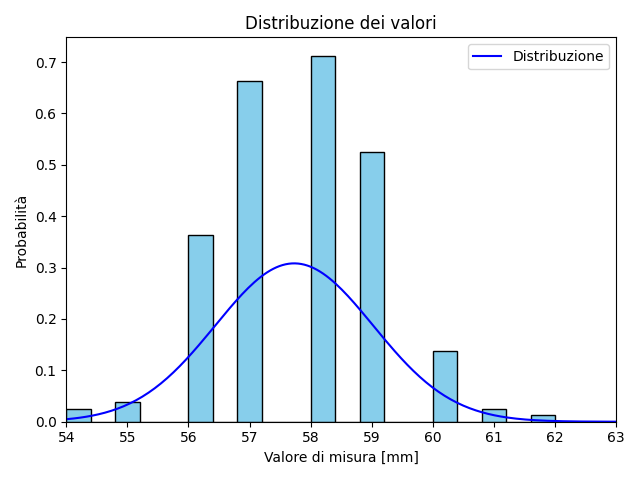 Distribuzione dei valori
Distribuzione
Probabilità
0.7
0.6
0.5
0.4
0.3
0.2
0.1
0.0
54 55 56 57 58 59 60 61 62 63
Valore di misura [mm]